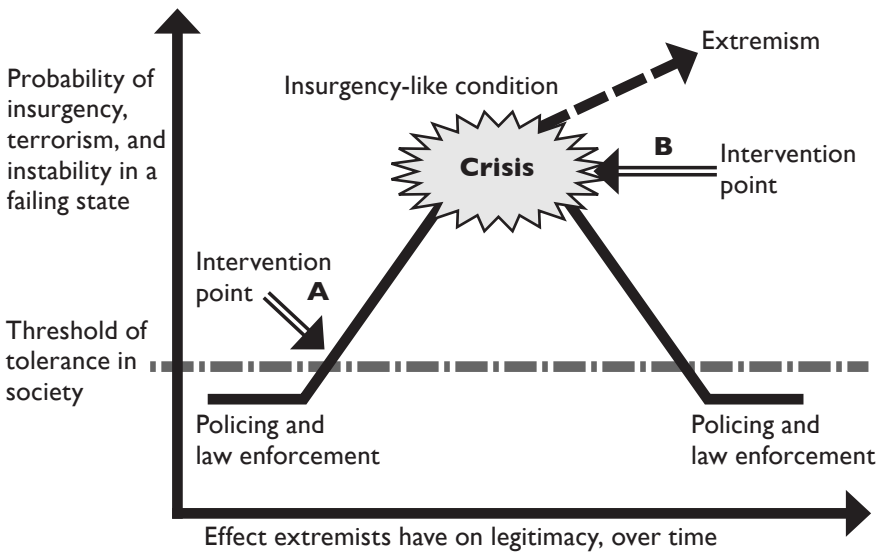 Probability of
insurgency,
terrorism, and
instability in a
failing state
Insurgency-like condition
Extremism
Crisis
B
Intervention
point
Intervention
point
A
Threshold of
tolerance in
society
Policing and
law enforcement
Policing and
law enforcement
Effect extremists have on legitimacy, over time